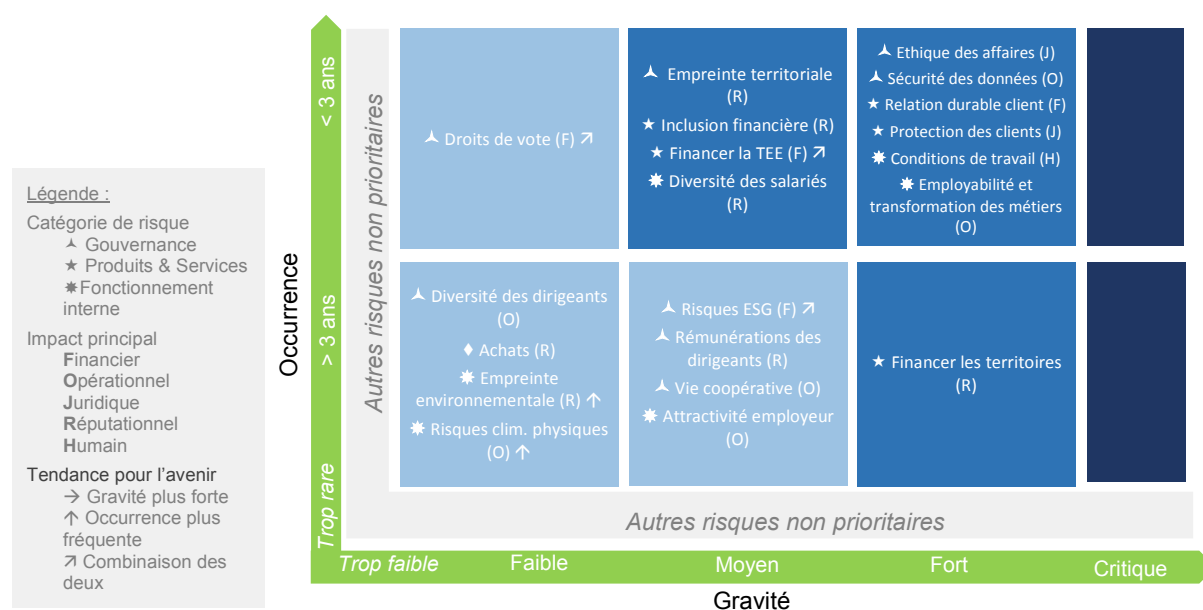 Légende :
Catégorie de risque
Gouvernance
★ Produits & Services
Fonctionnement
interne
Impact principal
Financier
Opérationnel
Juridique
Réputationnel
Humain
Tendance pour l'avenir
→ Gravité plus forte
↑ Occurrence plus
fréquente
↗ Combinaison des
deux
Occurrence
< 3 ans
> 3 ans
Trop rare
Autres risques non prioritaires
Droits de vote (F) ↗
Empreinte territoriale
(R)
★ Inclusion financière (R)
★ Financer la TEE (F) ↗
Diversité des salariés
(R)
Ethique des affaires (J)
Sécurité des données (O)
★ Relation durable client (F)
★ Protection des clients (J)
Conditions de travail (H)
Employabilité et
transformation des métiers
(O)
Diversité des dirigeants
(O)
♦ Achats (R)
Empreinte
environnementale (R) ↑
Risques clim. physiques
(O) ↑
Risques ESG (F) ↗
Rémunérations des
dirigeants (R)
Vie coopérative (O)
Attractivité employeur
(O)
★ Financer les territoires
(R)
Autres risques non prioritaires
Trop faible
Faible
Moyen
Fort
Critique
Gravité